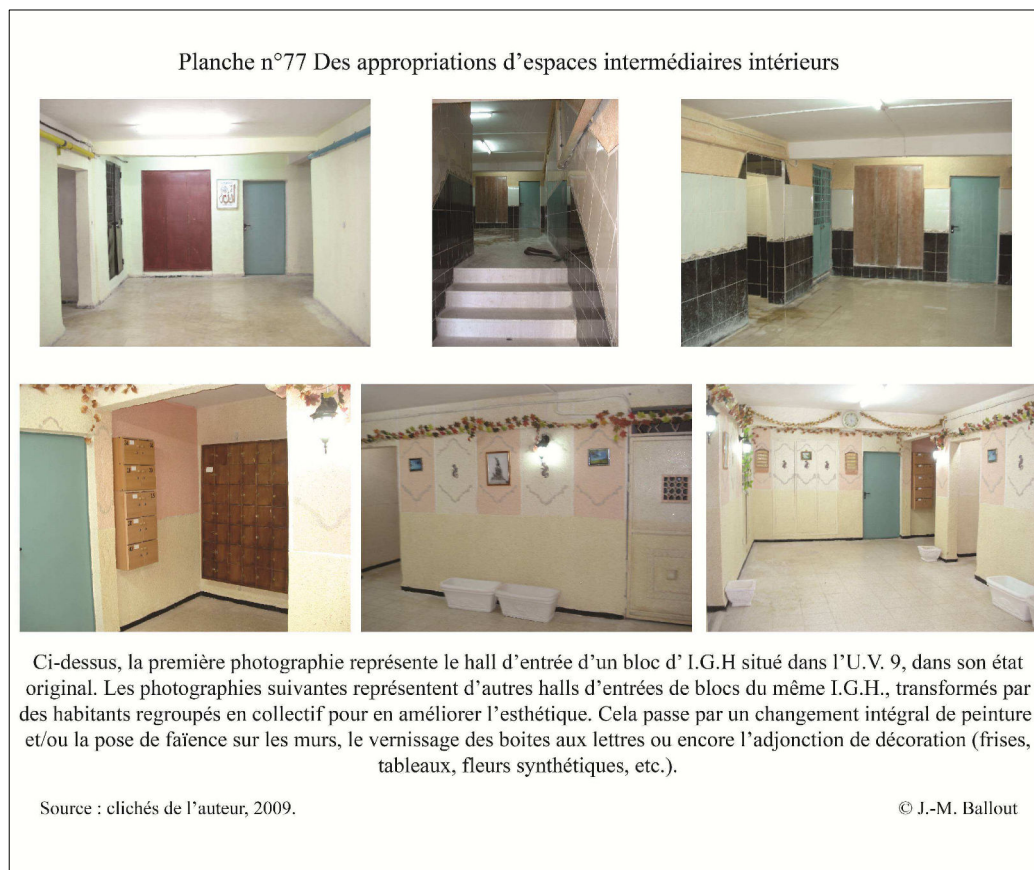 Planche n°77 Des appropriations d’espaces intermédiaires intérieurs
Ci-dessus, la première photographie représente le hall d’entrée d’un bloc d’ I.G.H situé dans l’U.V. 9, dans son état
original. Les photographies suivantes représentent d’autres halls d’entrées de blocs du même I.G.H., transformés par
des habitants regroupés en collectif pour en améliorer l’esthétique. Cela passe par un changement intégral de peinture
et/ou la pose de faïence sur les murs, le vernissage des boites aux lettres ou encore l’adjonction de décoration (frises,
tableaux, fleurs synthétiques, etc.).
Source : clichés de l’auteur, 2009.
© J.-M. Ballout